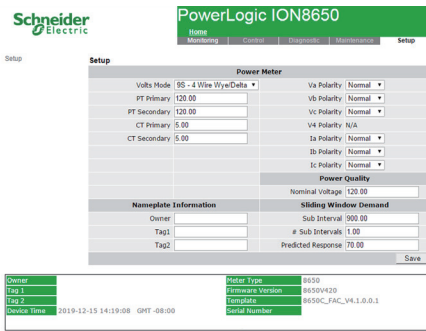 Schneider
Electric
PowerLogic ION8650
Home
Monitoring Control Diagnostic Maintenance Setup
Setup
Setup
Power Meter
Volts Mode 9S - 4 Wire Wye/Delta Va Polarity Normal
PT Primary 120.00 Vb Polarity Normal
PT Secondary 120.00 Vc Polarity Normal
CT Primary 5.00 V4 Polarity N/A
CT Secondary 5.00 Ia Polarity Normal
Ib Polarity Normal
Ic Polarity Normal
Power Quality
Nominal Voltage 120.00
Nameplate Information Sliding Window Demand
Owner Sub Interval 900.00
Tag1 # Sub Intervals 1.00
Tag2 Predicted Response 70.00
Save
Owner Meter Type 8650
Tag 1 Firmware Version 8650V420
Tag 2 Template 8650C_FAC_V4.1.0.0.1
Device Time 2019-12-15 14:19:08 GMT -08:00 Serial Number